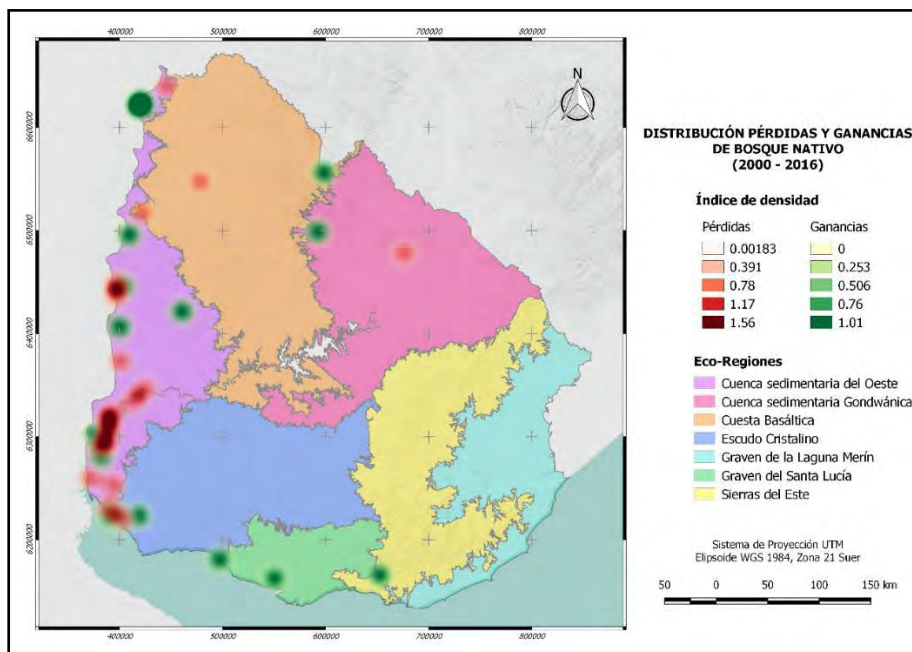 400000 500000 600000 700000 800000
N
6600000
6500000
6400000
6300000
6200000
400000 500000 600000 700000 800000
DISTRIBUCIÓN PÉRDIDAS Y GANANCIAS
DE BOSQUE NATIVO
(2000 - 2016)
Índice de densidad
Pérdidas Ganancias
0.00183 0
0.391 0.253
0.78 0.506
1.17 0.76
1.56 1.01
Eco-Regiones
Cuenca sedimentaria del Oeste
Cuenca sedimentaria Gondwánica
Cuesta Basáltica
Escudo Cristalino
Graven de la Laguna Merín
Graven del Santa Lucía
Sierras del Este
Sistema de Proyección UTM
Elipsoide WGS 1984, Zona 21 Suer
50 0 50 100 150 km